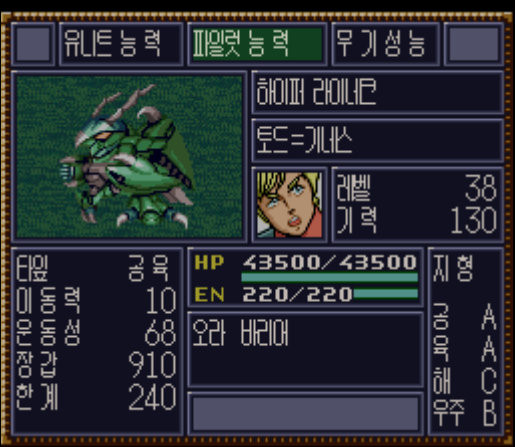 유니트능력 파일럿능력 무기성능
하이퍼 라이네크
토드=기네스
레벨 38
기력 130
타입 공육
이동력 10
운동성 68
장갑 910
한계 240
HP 43500/43500
EN 220/220
오라 바리어
지형
공 A
육 A
해 C
우주 B